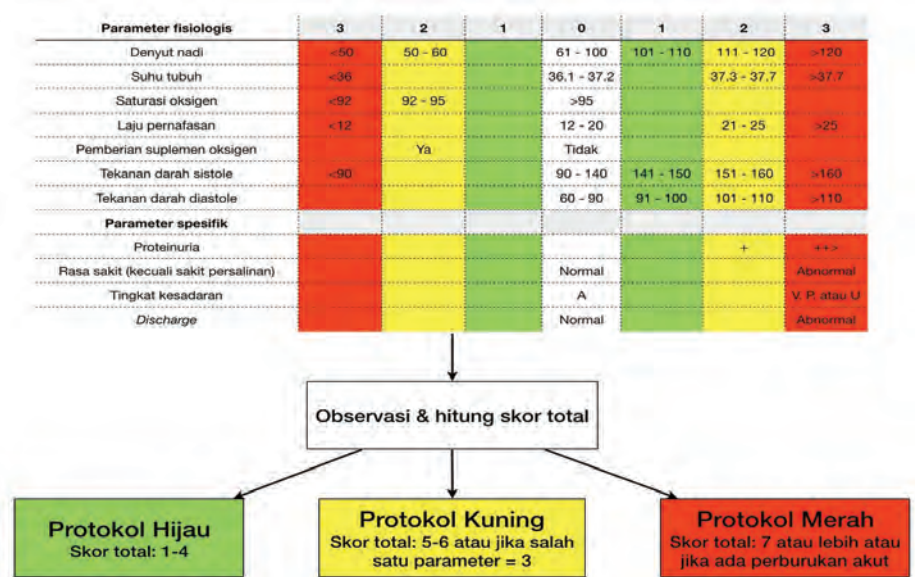 Parameter fisiologis 3 2 1 0 1 2 3
Denyut nadi <50 50 - 60 61 - 100 101 - 110 111 - 120 >120
Suhu tubuh <36 36.1 - 37.2 37.3 - 37.7 >37.7
Saturasi oksigen <92 92 - 95 >95
Laju pernafasan <12 12 - 20 21 - 25 >25
Pemberian suplemen oksigen Ya Tidak
Tekanan darah sistole <90 90 - 140 141 - 150 151 - 160 >160
Tekanan darah diastole 60 - 90 91 - 100 101 - 110 >110
Parameter spesifik
Proteinuria + ++>
Rasa sakit (kecuali sakit persalinan) Normal Abnormal
Tingkat kesadaran A V, P, atau U
Discharge Normal Abnormal
Observasi & hitung skor total
Protokol Hijau
Skor total: 1-4
Protokol Kuning
Skor total: 5-6 atau jika salah
satu parameter = 3
Protokol Merah
Skor total: 7 atau lebih atau
jika ada perburukan akut